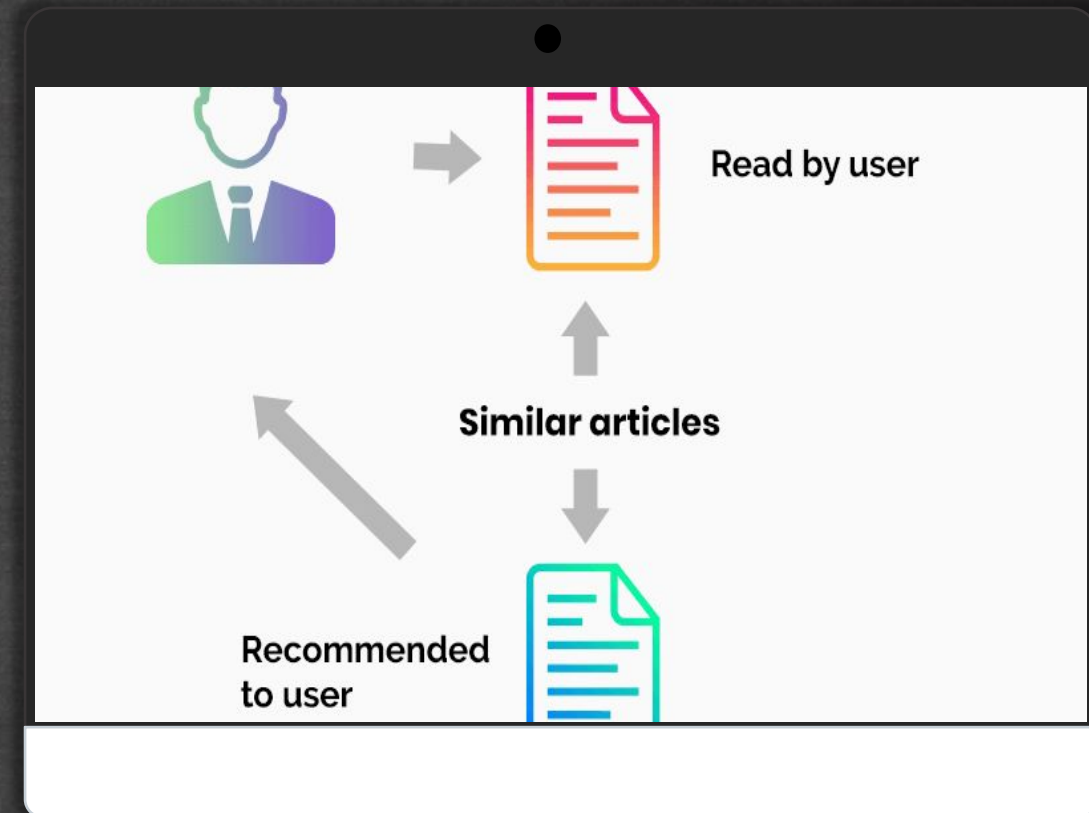 Read by user
Similar articles
Recommended
to user